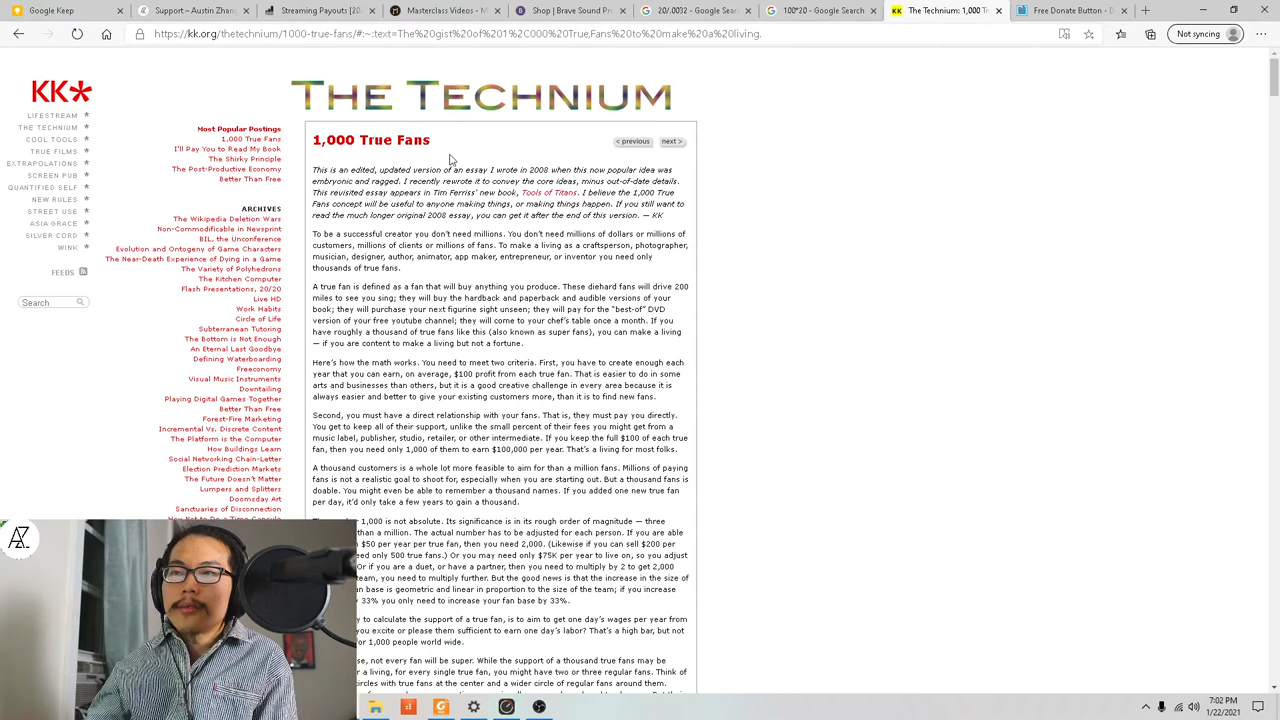 Google Keep
Streaming Payouts
20/.0032 - Google Sear
100*20 - Google Search
The Technium: 1,000 Tr
Free Donate Button - D
https://kk.org/thetechnium/1-000-true-fans/#:~:text=The%20gist%20of%201%2C000%20True,Fans%20to%20make%20a%20living.
Not syncing
KK*
THE TECHNIUM
LIFESTREAM *
THE TECHNIUM *
COOL TOOLS *
TRUE FILMS *
EXTRAPOLATIONS *
SCREEN PUB *
QUANTIFIED SELF *
NEW RULES *
STREET USE *
ASIA GRACE *
SILVER CORD *
WINK *
FEEDS
Search
Most Popular Postings
1,000 True Fans
I'll Pay You to Read My Book
The Shirky Principle
The Post-Productive Economy
Better Than Free
ARCHIVES
The Wikipedia Deletion Wars
Non-Commodificable in Newsprint
BIL, the Unconference
Evolution and Ontogeny of Game Characters
The Near-Death Experience of Dying in a Game
The Variety of Polyhedrons
The Kitchen Computer
Flash Presentations, 20/20
Live HD
Work Habits
Circle of Life
Subterranean Tutoring
The Bottom is Not Enough
An Eternal Last Goodbye
Defining Waterboarding
Freeconomy
Visual Music Instruments
Downtailing
Playing Digital Games Together
Better Than Free
Forest-Fire Marketing
Incremental Vs. Discrete Content
The Platform is the Computer
How Buildings Learn
Social Networking Chain-Letter
Election Prediction Markets
The Future Doesn't Matter
Lumpers and Splitters
Doomsday Art
Sanctuaries of Disconnection
1,000 True Fans
< previous
next >
This is an edited, updated version of an essay I wrote in 2008 when this now popular idea was
embryonic and ragged. I recently rewrote it to convey the core ideas, minus out-of-date details.
This revisited essay appears in Tim Ferriss' new book, Tools of Titans. I believe the 1,000 True
Fans concept will be useful to anyone making things, or making things happen. If you still want to
read the much longer original 2008 essay, you can get it after the end of this version. — KK
To be a successful creator you don't need millions. You don't need millions of dollars or millions of
customers, millions of clients or millions of fans. To make a living as a craftsperson, photographer,
musician, designer, author, animator, app maker, entrepreneur, or inventor you need only
thousands of true fans.
A true fan is defined as a fan that will buy anything you produce. These diehard fans will drive 200
miles to see you sing; they will buy the hardback and paperback and audible versions of your
book; they will purchase your next figurine sight unseen; they will pay for the "best-of" DVD
version of your free youtube channel; they will come to your chef's table once a month. If you
have roughly a thousand of true fans like this (also known as super fans), you can make a living
— if you are content to make a living but not a fortune.
Here's how the math works. You need to meet two criteria. First, you have to create enough each
year that you can earn, on average, $100 profit from each true fan. That is easier to do in some
arts and businesses than others, but it is a good creative challenge in every area because it is
always easier and better to give your existing customers more, than it is to find new fans.
Second, you must have a direct relationship with your fans. That is, they must pay you directly.
You get to keep all of their support, unlike the small percent of their fees you might get from a
music label, publisher, studio, retailer, or other intermediate. If you keep the full $100 of each true
fan, then you need only 1,000 of them to earn $100,000 per year. That's a living for most folks.
A thousand customers is a whole lot more feasible to aim for than a million fans. Millions of paying
fans is not a realistic goal to shoot for, especially when you are starting out. But a thousand fans is
doable. You might even be able to remember a thousand names. If you added one new true fan
per day, it'd only take a few years to gain a thousand.
1,000 is not absolute. Its significance is in its rough order of magnitude — three
than a million. The actual number has to be adjusted for each person. If you are able
$50 per year per true fan, then you need 2,000. (Likewise if you can sell $200 per
need only 500 true fans.) Or you may need only $75K per year to live on, so you adjust
Or if you are a duet, or have a partner, then you need to multiply by 2 to get 2,000
team, you need to multiply further. But the good news is that the increase in the size of
base is geometric and linear in proportion to the size of the team; if you increase
33% you only need to increase your fan base by 33%.
to calculate the support of a true fan, is to aim to get one day's wages per year from
you excite or please them sufficient to earn one day's labor? That's a high bar, but not
for 1,000 people world wide.
not every fan will be super. While the support of a thousand true fans may be
a living, for every single true fan, you might have two or three regular fans. Think of
circles with true fans at the center and a wider circle of regular fans around them.
AZ
7:02 PM
1/22/2021